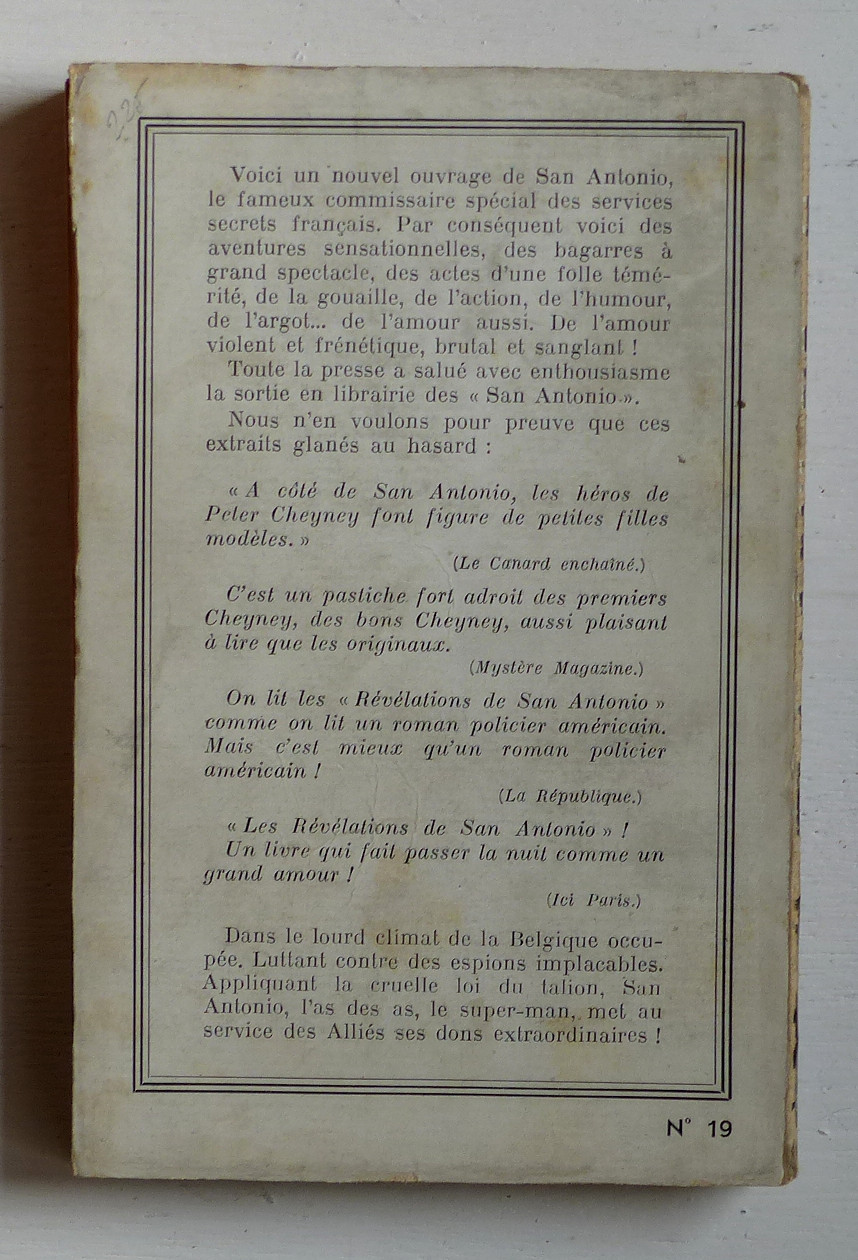 226
Voici un nouvel ouvrage de San Antonio,
le fameux commissaire spécial des services
secrets français. Par conséquent voici des
aventures sensationnelles, des bagarres à
grand spectacle, des actes d'une folle témé-
rité, de la gouaille, de l'action, de l'humour,
de l'argot... de l'amour aussi. De l'amour
violent et frénétique, brutal et sanglant !
Toute la presse a salué avec enthousiasme
la sortie en librairie des « San Antonio ».
Nous n'en voulons pour preuve que ces
extraits glanés au hasard :
« A côté de San Antonio, les héros de
Peter Cheyney font figure de petites filles
modèles. »
(Le Canard enchaîné.)
C'est un pastiche fort adroit des premiers
Cheyney, des bons Cheyney, aussi plaisant
à lire que les originaux.
(Mystère Magazine.)
On lit les « Révélations de San Antonio »
comme on lit un roman policier américain.
Mais c'est mieux qu'un roman policier
américain !
(La République.)
« Les Révélations de San Antonio » !
Un livre qui fait passer la nuit comme un
grand amour !
(Ici Paris.)
Dans le lourd climat de la Belgique occu-
pée. Luttant contre des espions implacables.
Appliquant la cruelle loi du talion, San
Antonio, l'as des as, le super-man, met au
service des Alliés ses dons extraordinaires !
N° 19